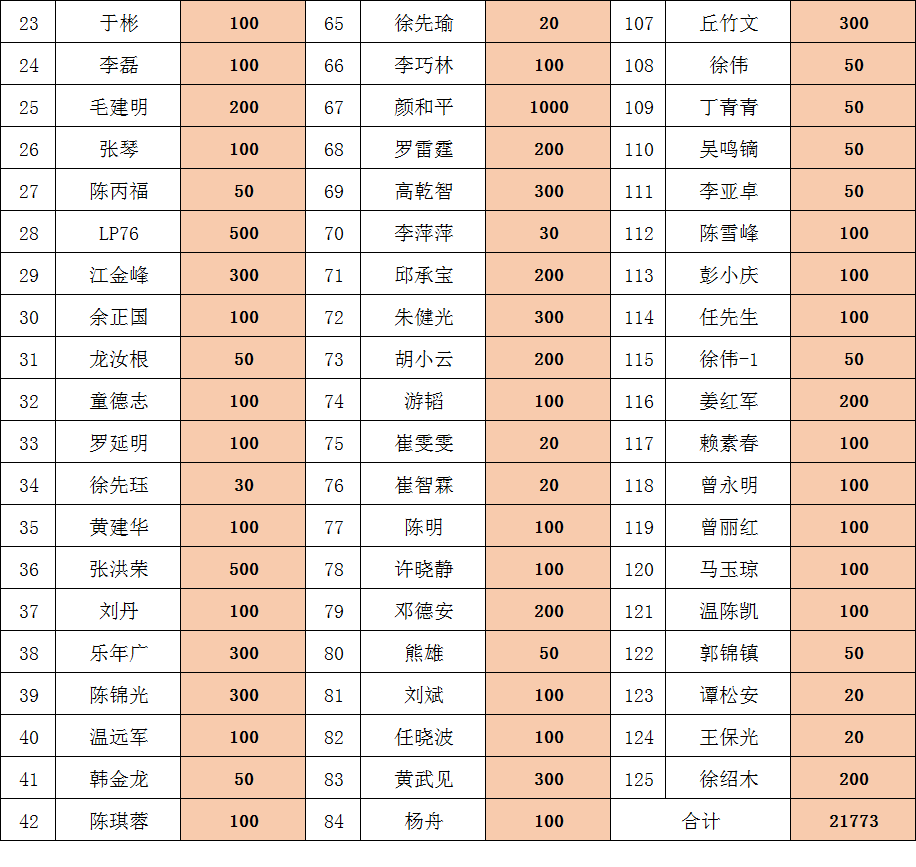 23 于彬 100 65 徐先瑜 20 107 丘竹文 300
24 李磊 100 66 李巧林 100 108 徐伟 50
25 毛建明 200 67 颜和平 1000 109 丁青青 50
26 张琴 100 68 罗雷霆 200 110 吴鸣镝 50
27 陈丙福 50 69 高乾智 300 111 李亚卓 50
28 LP76 500 70 李萍萍 30 112 陈雪峰 100
29 江金峰 300 71 邱承宝 200 113 彭小庆 100
30 余正国 100 72 朱健光 300 114 任先生 100
31 龙汝根 50 73 胡小云 200 115 徐伟-1 50
32 童德志 100 74 游韬 100 116 姜红军 200
33 罗延明 100 75 崔雯雯 20 117 赖素春 100
34 徐先珏 30 76 崔智霖 20 118 曾永明 100
35 黄建华 100 77 陈明 100 119 曾丽红 100
36 张洪荣 500 78 许晓静 100 120 马玉琼 100
37 刘丹 100 79 邓德安 200 121 温陈凯 100
38 乐年广 300 80 熊雄 50 122 郭锦镇 50
39 陈锦光 300 81 刘斌 100 123 谭松安 20
40 温远军 100 82 任晓波 100 124 王保光 20
41 韩金龙 50 83 黄武见 300 125 徐绍木 200
42 陈琪蓉 100 84 杨舟 100 合计 21773